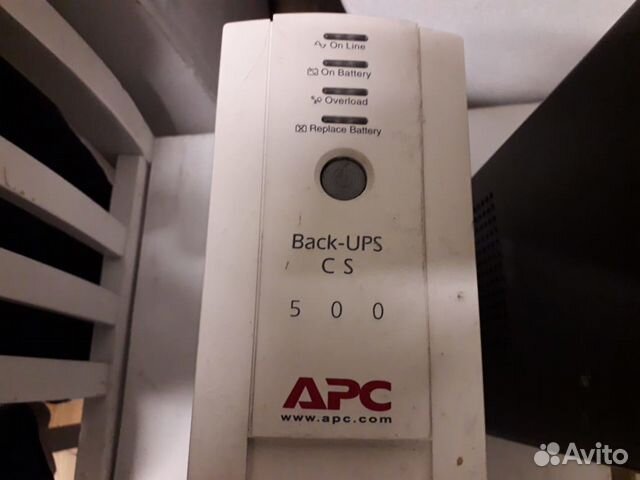 On Line
On Battery
Overload
Replace Battery
Back-UPS
CS
500
APC
www.apc.com
Avito